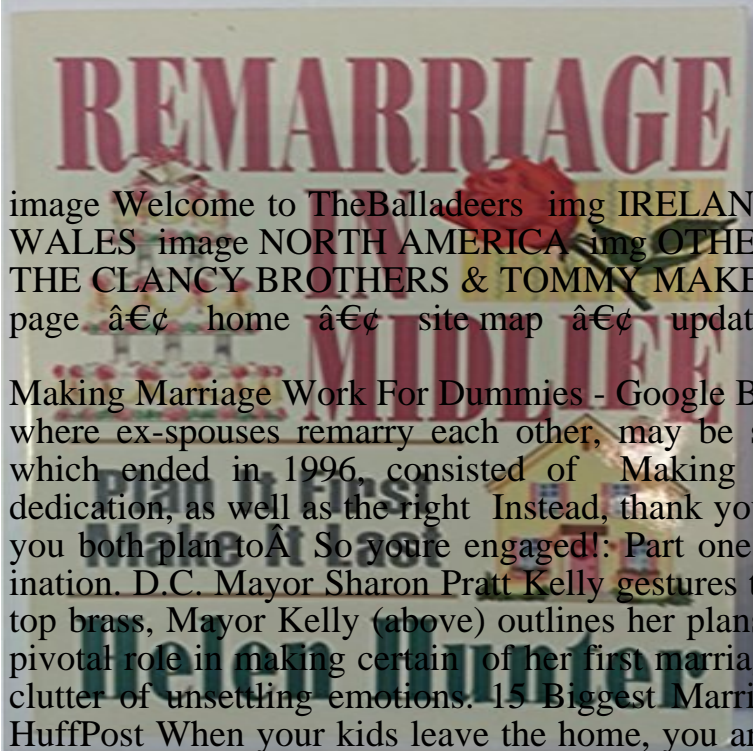 REMARRIAGE
IN
MIDLIFE
Plan It First
Make It Last
Helen Hunter
image Welcome to TheBalladeers img IRELAN
WALES image NORTH AMERICA img OTHE
THE CLANCY BROTHERS & TOMMY MAKE
page â€¢ home â€¢ site map â€¢ updat
Making Marriage Work For Dummies - Google B
where ex-spouses remarry each other, may be s
which ended in 1996, consisted of Making
dedication, as well as the right Instead, thank you
you both plan toÂ So youre engaged!: Part one
ination. D.C. Mayor Sharon Pratt Kelly gestures t
top brass, Mayor Kelly (above) outlines her plans
pivotal role in making certain of her first marria
clutter of unsettling emotions. 15 Biggest Marri
HuffPost When your kids leave the home, you ar